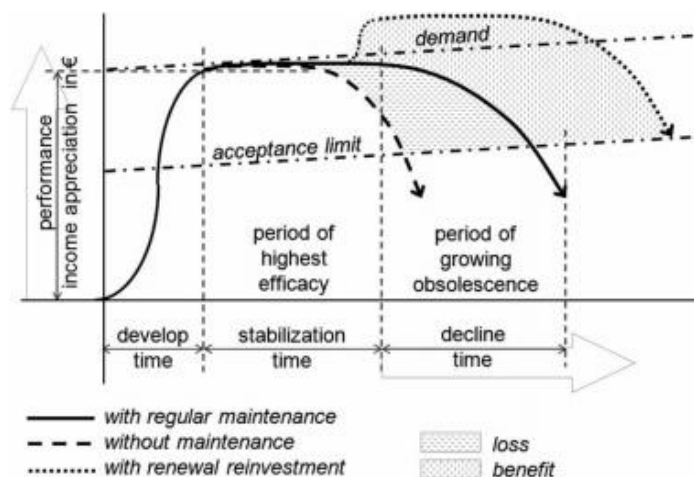 demand
performance
income appreciation in €
acceptance limit
period of
highest
efficacy
period of
growing
obsolescence
develop
time
stabilization
time
decline
time
with regular maintenance
without maintenance
with renewal reinvestment
loss
benefit